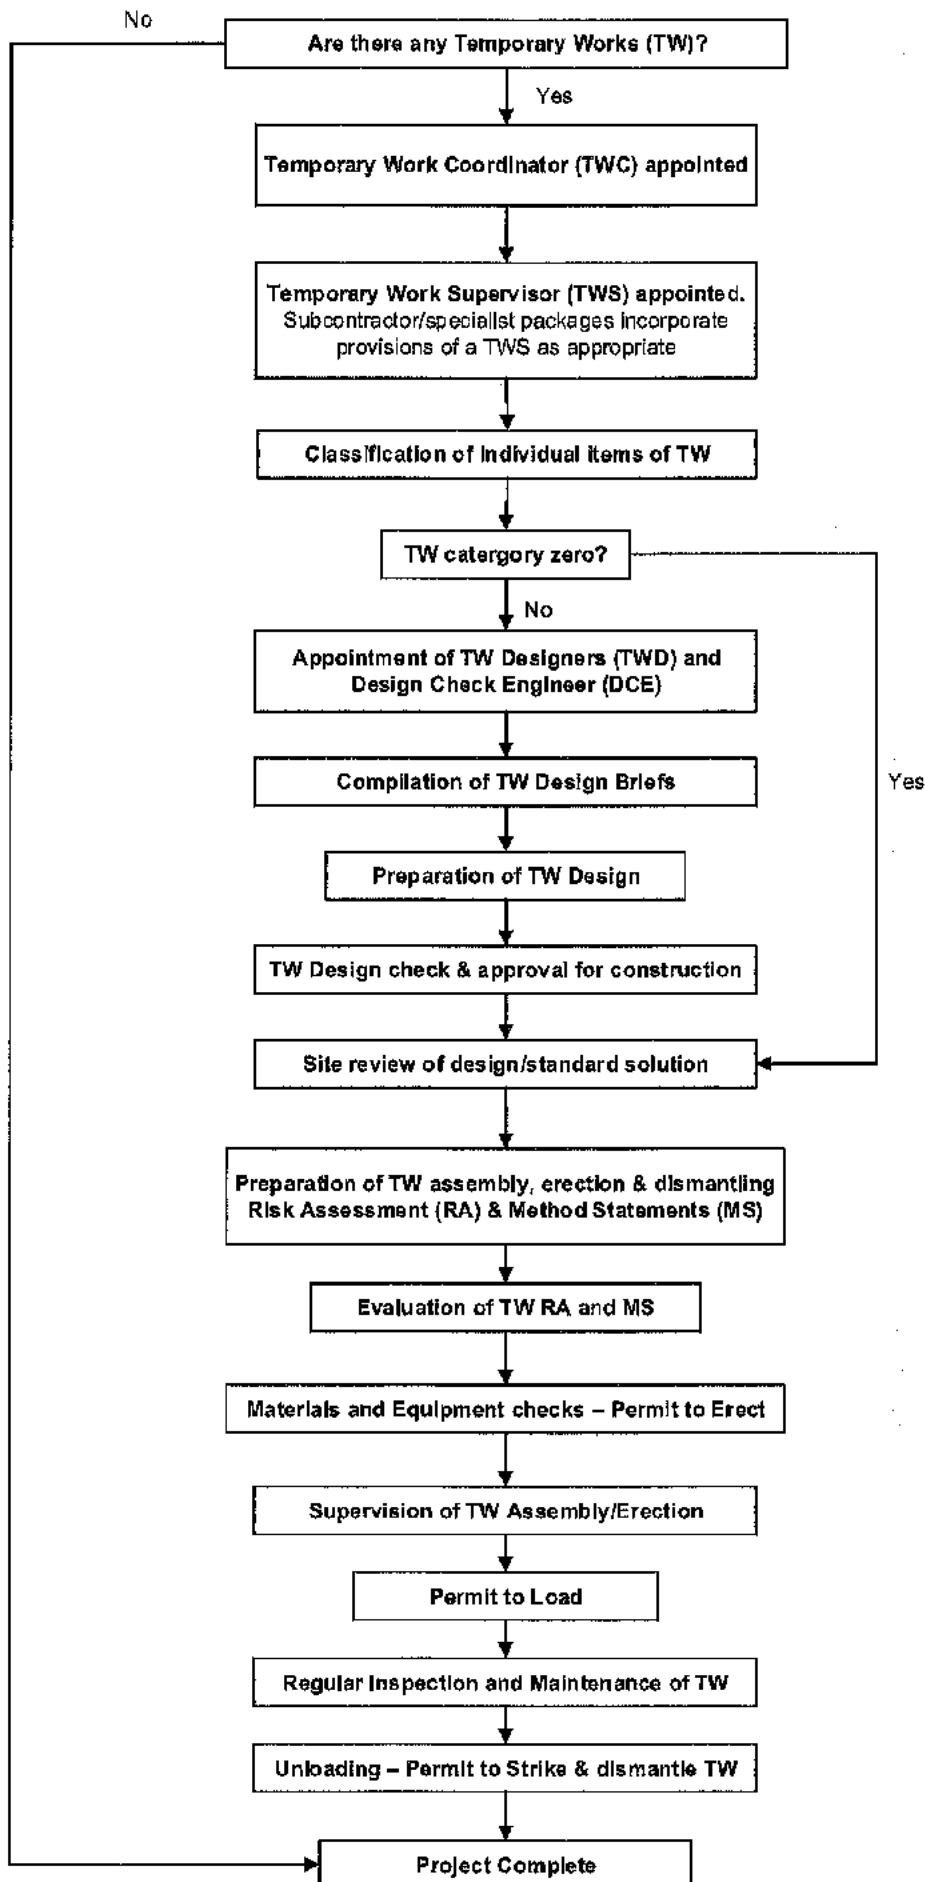 No
Are there any Temporary Works (TW)?
Yes
Temporary Work Coordinator (TWC) appointed
Temporary Work Supervisor (TWS) appointed.
Subcontractor/specialist packages incorporate
provisions of a TWS as appropriate
Classification of individual items of TW
TW catergory zero?
No
Appointment of TW Designers (TWD) and
Design Check Engineer (DCE)
Compilation of TW Design Briefs
Yes
Preparation of TW Design
TW Design check & approval for construction
Site review of design/standard solution
Preparation of TW assembly, erection & dismantling
Risk Assessment (RA) & Method Statements (MS)
Evaluation of TW RA and MS
Materials and Equipment checks – Permit to Erect
Supervision of TW Assembly/Erection
Permit to Load
Regular Inspection and Maintenance of TW
Unloading – Permit to Strike & dismantle TW
Project Complete